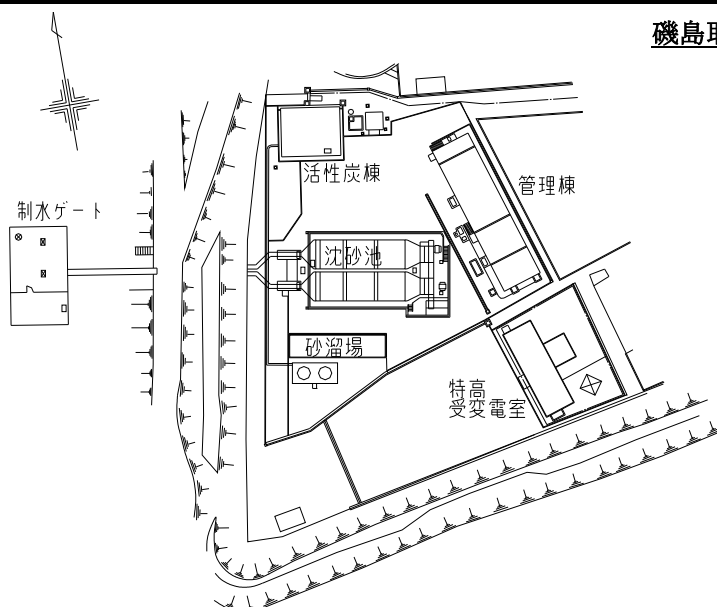 磯島取
活性炭棟
管理棟
制水ゲート
沈砂池
砂溜場
特高
受変電室